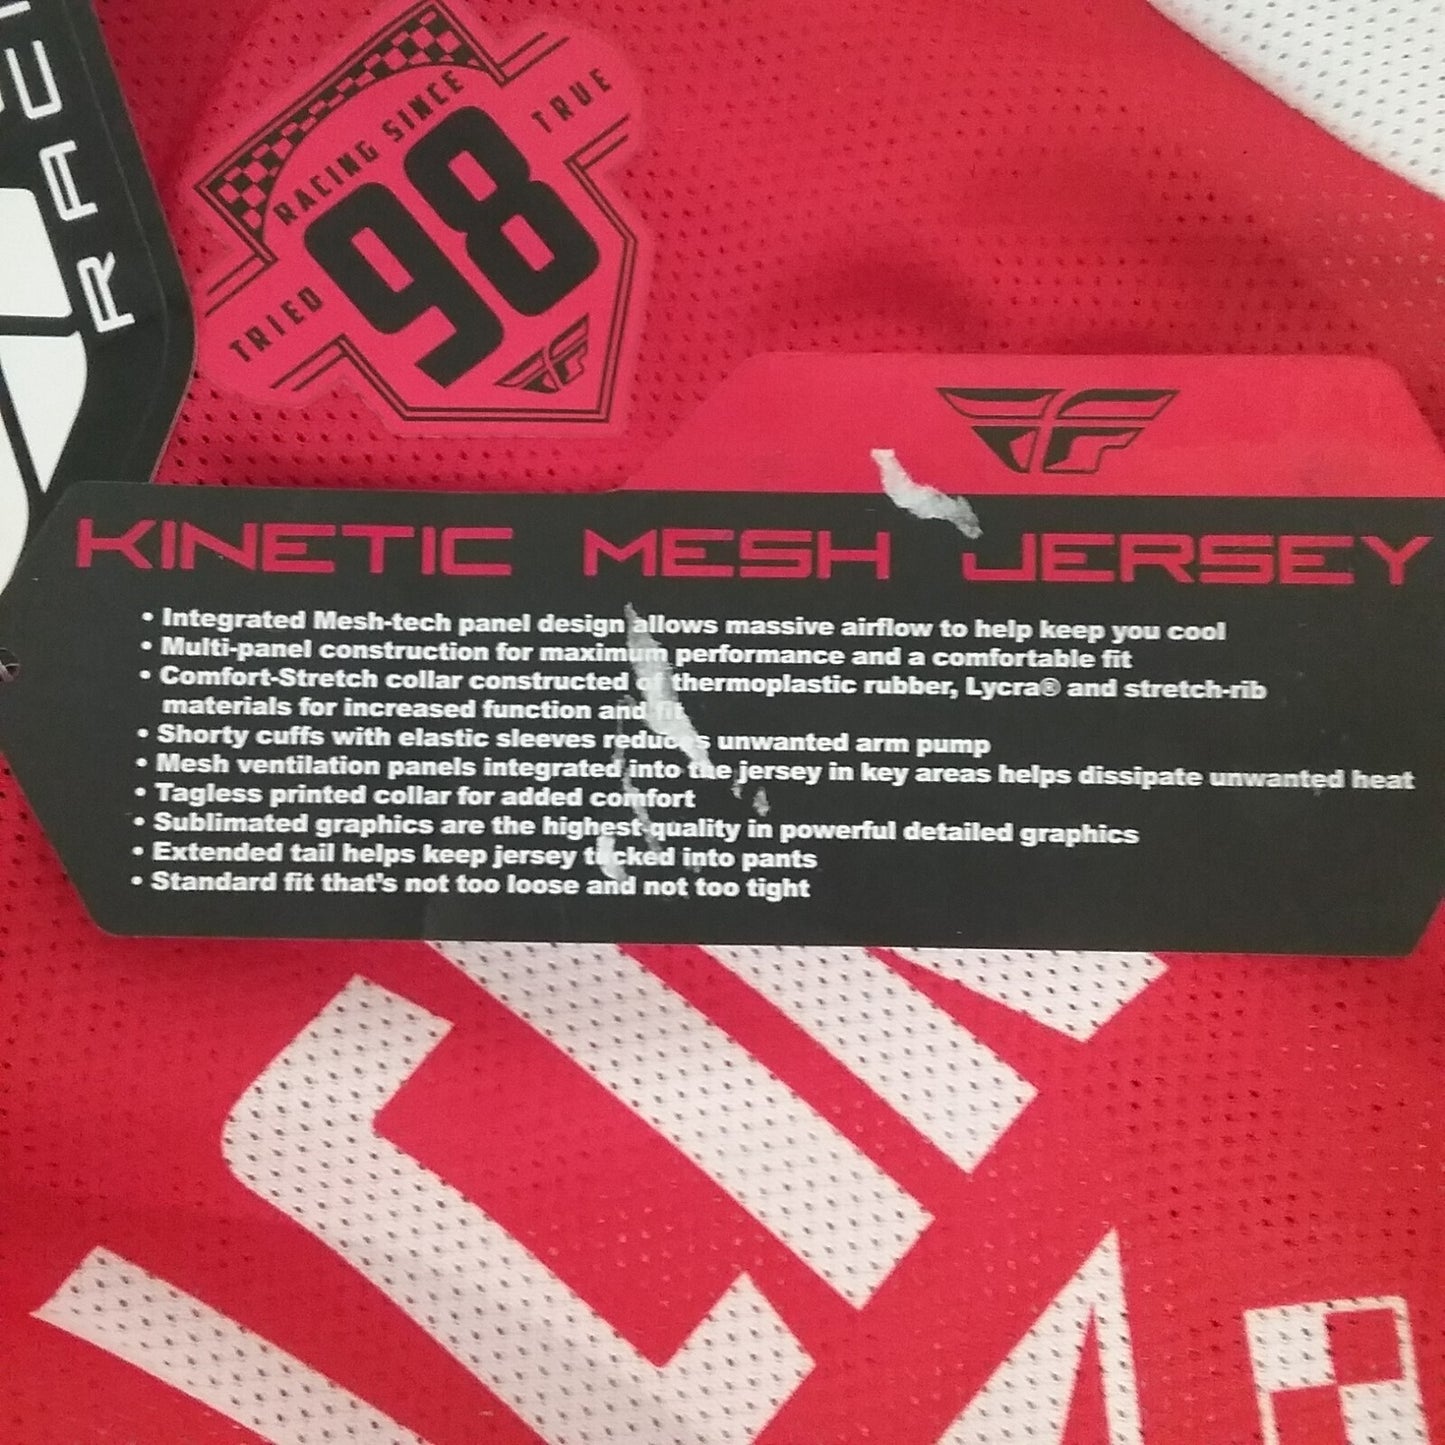 RACING SINCE
98
TRIED
TRUE
KINETIC MESH JERSEY
• Integrated Mesh-tech panel design allows massive airflow to help keep you cool
• Multi-panel construction for maximum performance and a comfortable fit
• Comfort-Stretch collar constructed of thermoplastic rubber, Lycra® and stretch-rib
materials for increased function and fit
• Shorty cuffs with elastic sleeves reduces unwanted arm pump
• Mesh ventilation panels integrated into the jersey in key areas helps dissipate unwanted heat
• Tagless printed collar for added comfort
• Sublimated graphics are the highest quality in powerful detailed graphics
• Extended tail helps keep jersey tucked into pants
• Standard fit that's not too loose and not too tight